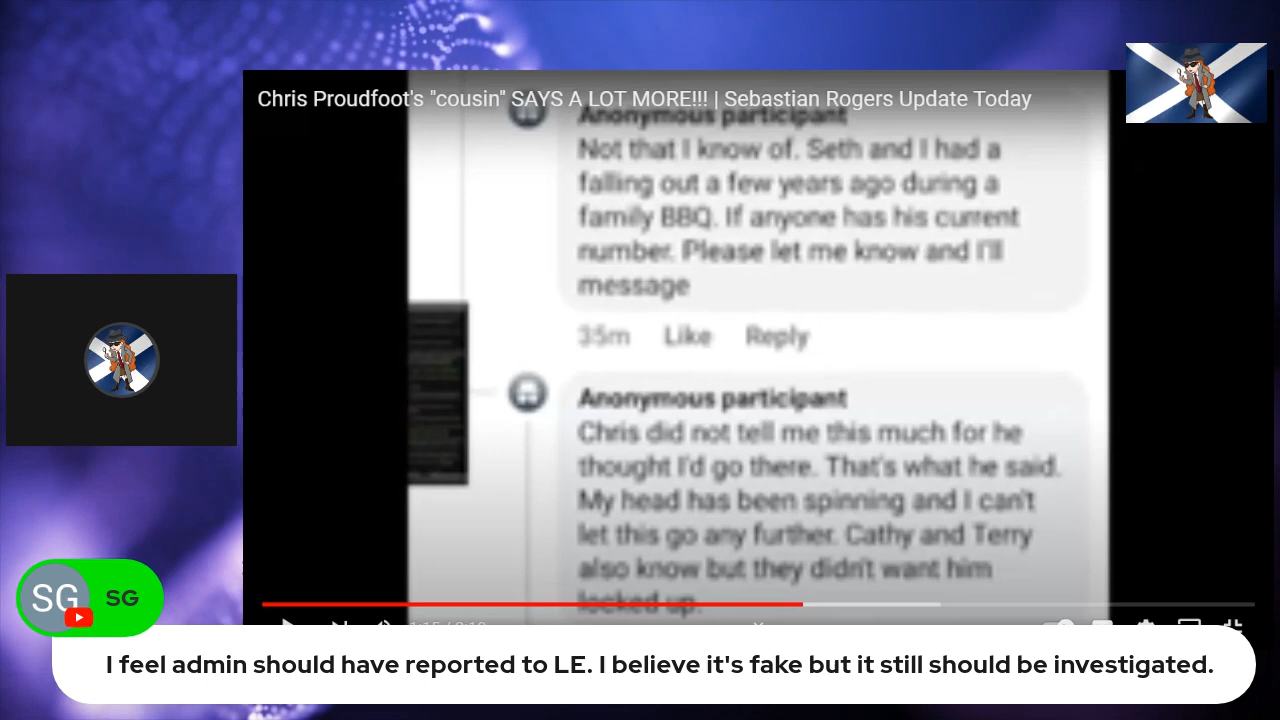 Chris Proudfoot's "cousin" SAYS A LOT MORE!!! | Sebastian Rogers Update Today
Anonymous participant
Not that I know of. Seth and I had a
falling out a few years ago during a
family BBQ. If anyone has his current
number. Please let me know and I'll
message
35m Like Reply
Anonymous participant
Chris did not tell me this much for he
thought I'd go there. That's what he said.
My head has been spinning and I can't
let this go any further. Cathy and Terry
also know but they didn't want him
locked up.
SG SG
I feel admin should have reported to LE. I believe it's fake but it still should be investigated.